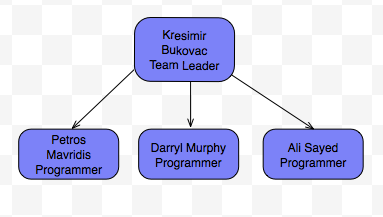 Kresimir
Bukovac
Team Leader
Petros
Mavridis
Programmer
Darryl Murphy
Programmer
Ali Sayed
Programmer